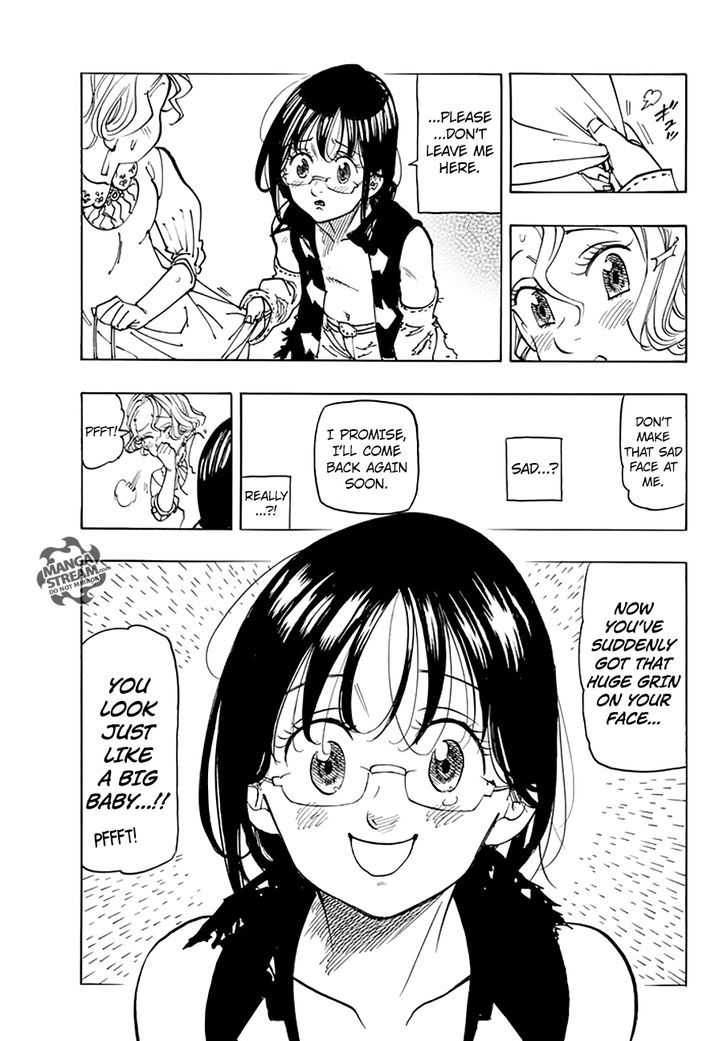 ...PLEASE
...DON'T
LEAVE ME
HERE.
DON'T
MAKE
THAT SAD
FACE AT
ME.
SAD...?
I PROMISE,
I'LL COME
BACK AGAIN
SOON.
REALLY
...?!
PFFT!
NOW
YOU'VE
SUDDENLY
GOT THAT
HUGE GRIN
ON YOUR
FACE...
YOU
LOOK
JUST
LIKE
A BIG
BABY...!!
PFFFT!
MANGA
STREAM.com
DO NOT MIRROR